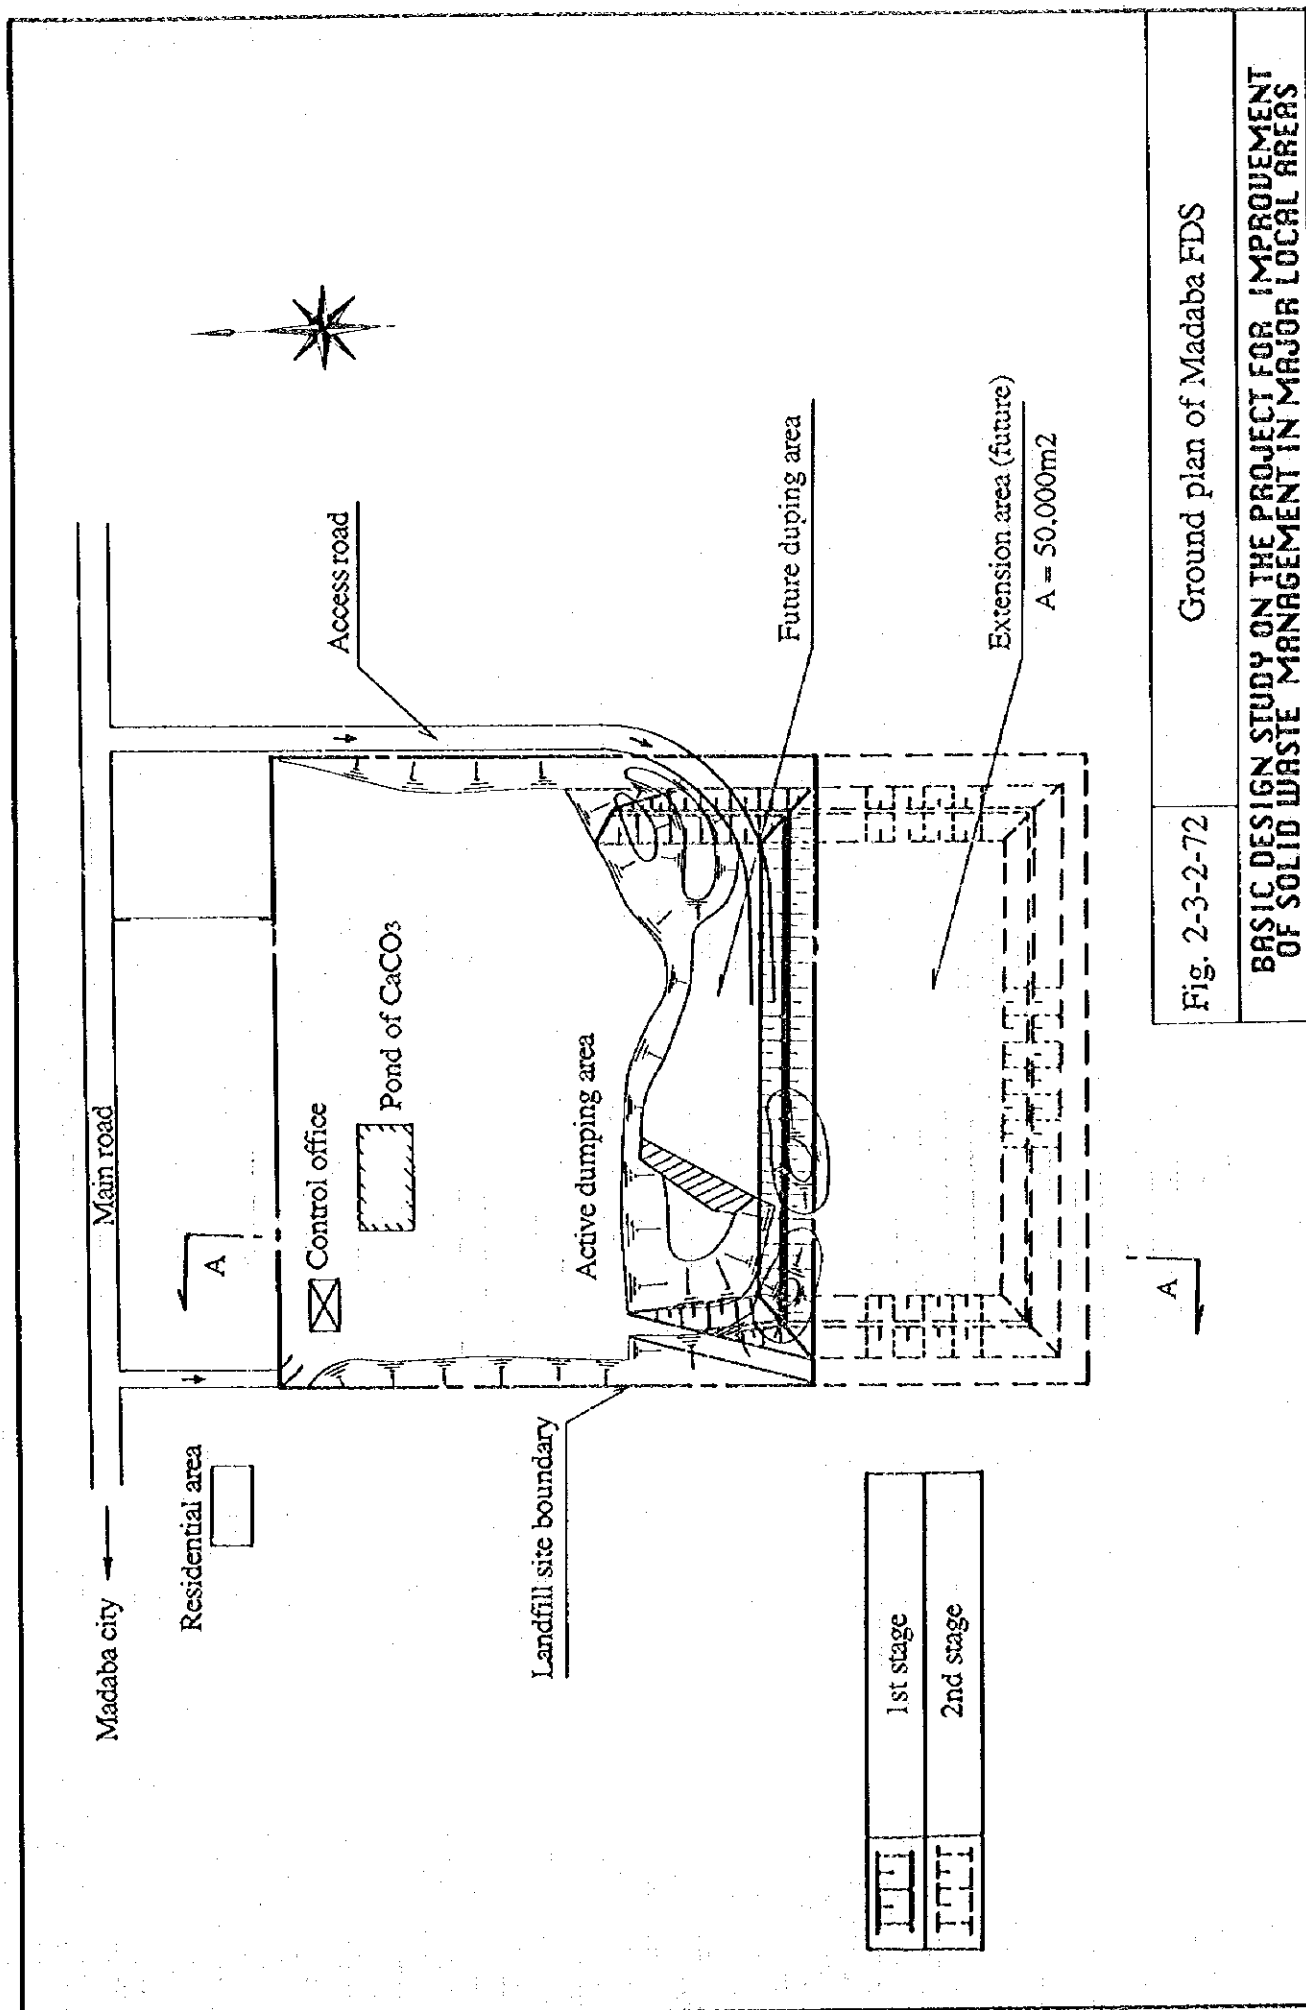 Madaba city
Main road
Residential area
A
Control office
Pond of CaCO3
Access road
Landfill site boundary
Active dumping area
Future duping area
Extension area (future)
A = 50,000m2
A
1st stage
2nd stage
Fig. 2-3-2-72
Ground plan of Madaba FDS
BASIC DESIGN STUDY ON THE PROJECT FOR IMPROVEMENT
OF SOLID WASTE MANAGEMENT IN MAJOR LOCAL AREAS